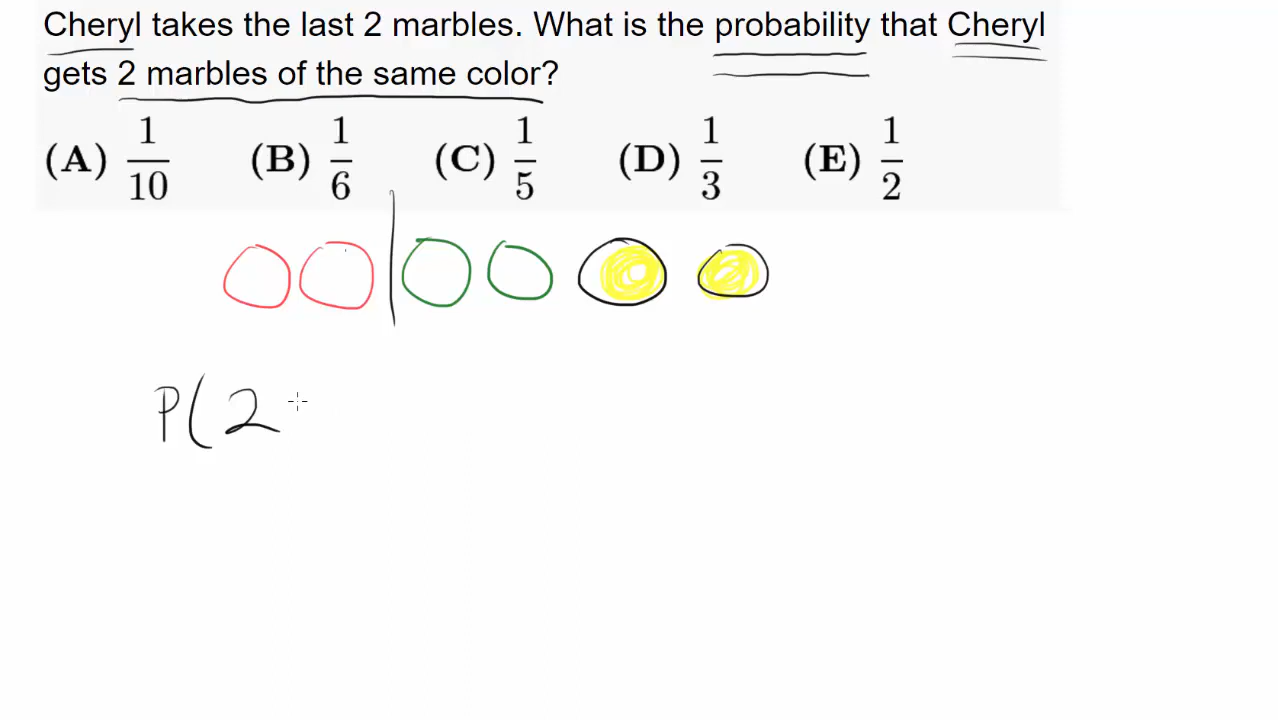 Cheryl takes the last 2 marbles. What is the probability that Cheryl
gets 2 marbles of the same color?
(A) 1/10 (B) 1/6 (C) 1/5 (D) 1/3 (E) 1/2
P(2